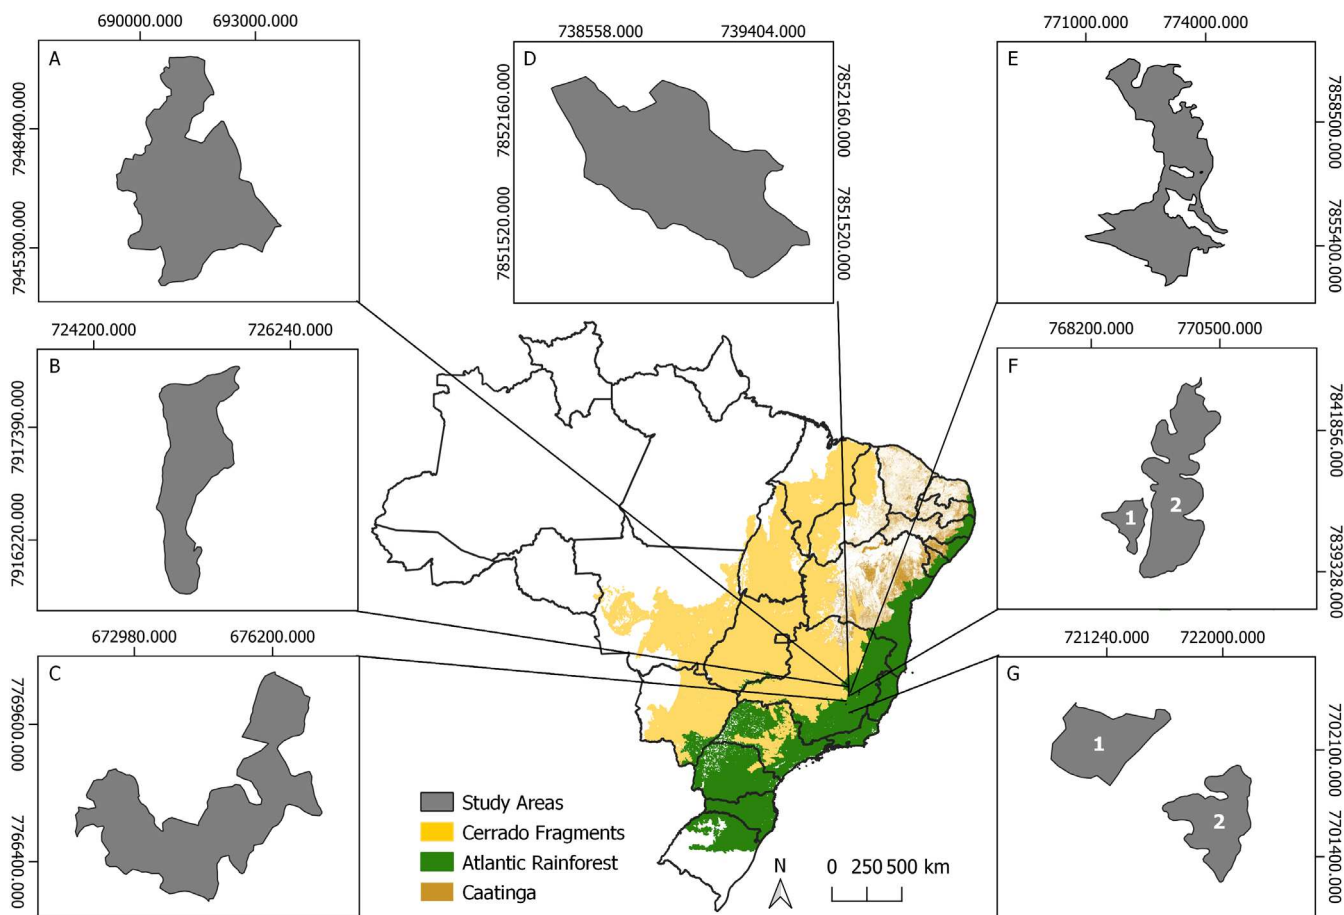 690000.000 693000.000
A
7948400.000
7945300.000
738558.000 739404.000
D
7852160.000
7851520.000
7852160.000
7851520.000
771000.000 774000.000
E
7858500.000
7855400.000
724200.000 726240.000
B
7917390.000
7916220.000
768200.000 770500.000
F
7841856.000
7839328.000
1
2
672980.000 676200.000
C
7769600.000
7766400.000
721240.000 722000.000
G
7702100.000
7701400.000
1
2
Study Areas
Cerrado Fragments
Atlantic Rainforest
Caatinga
N
0 250 500 km